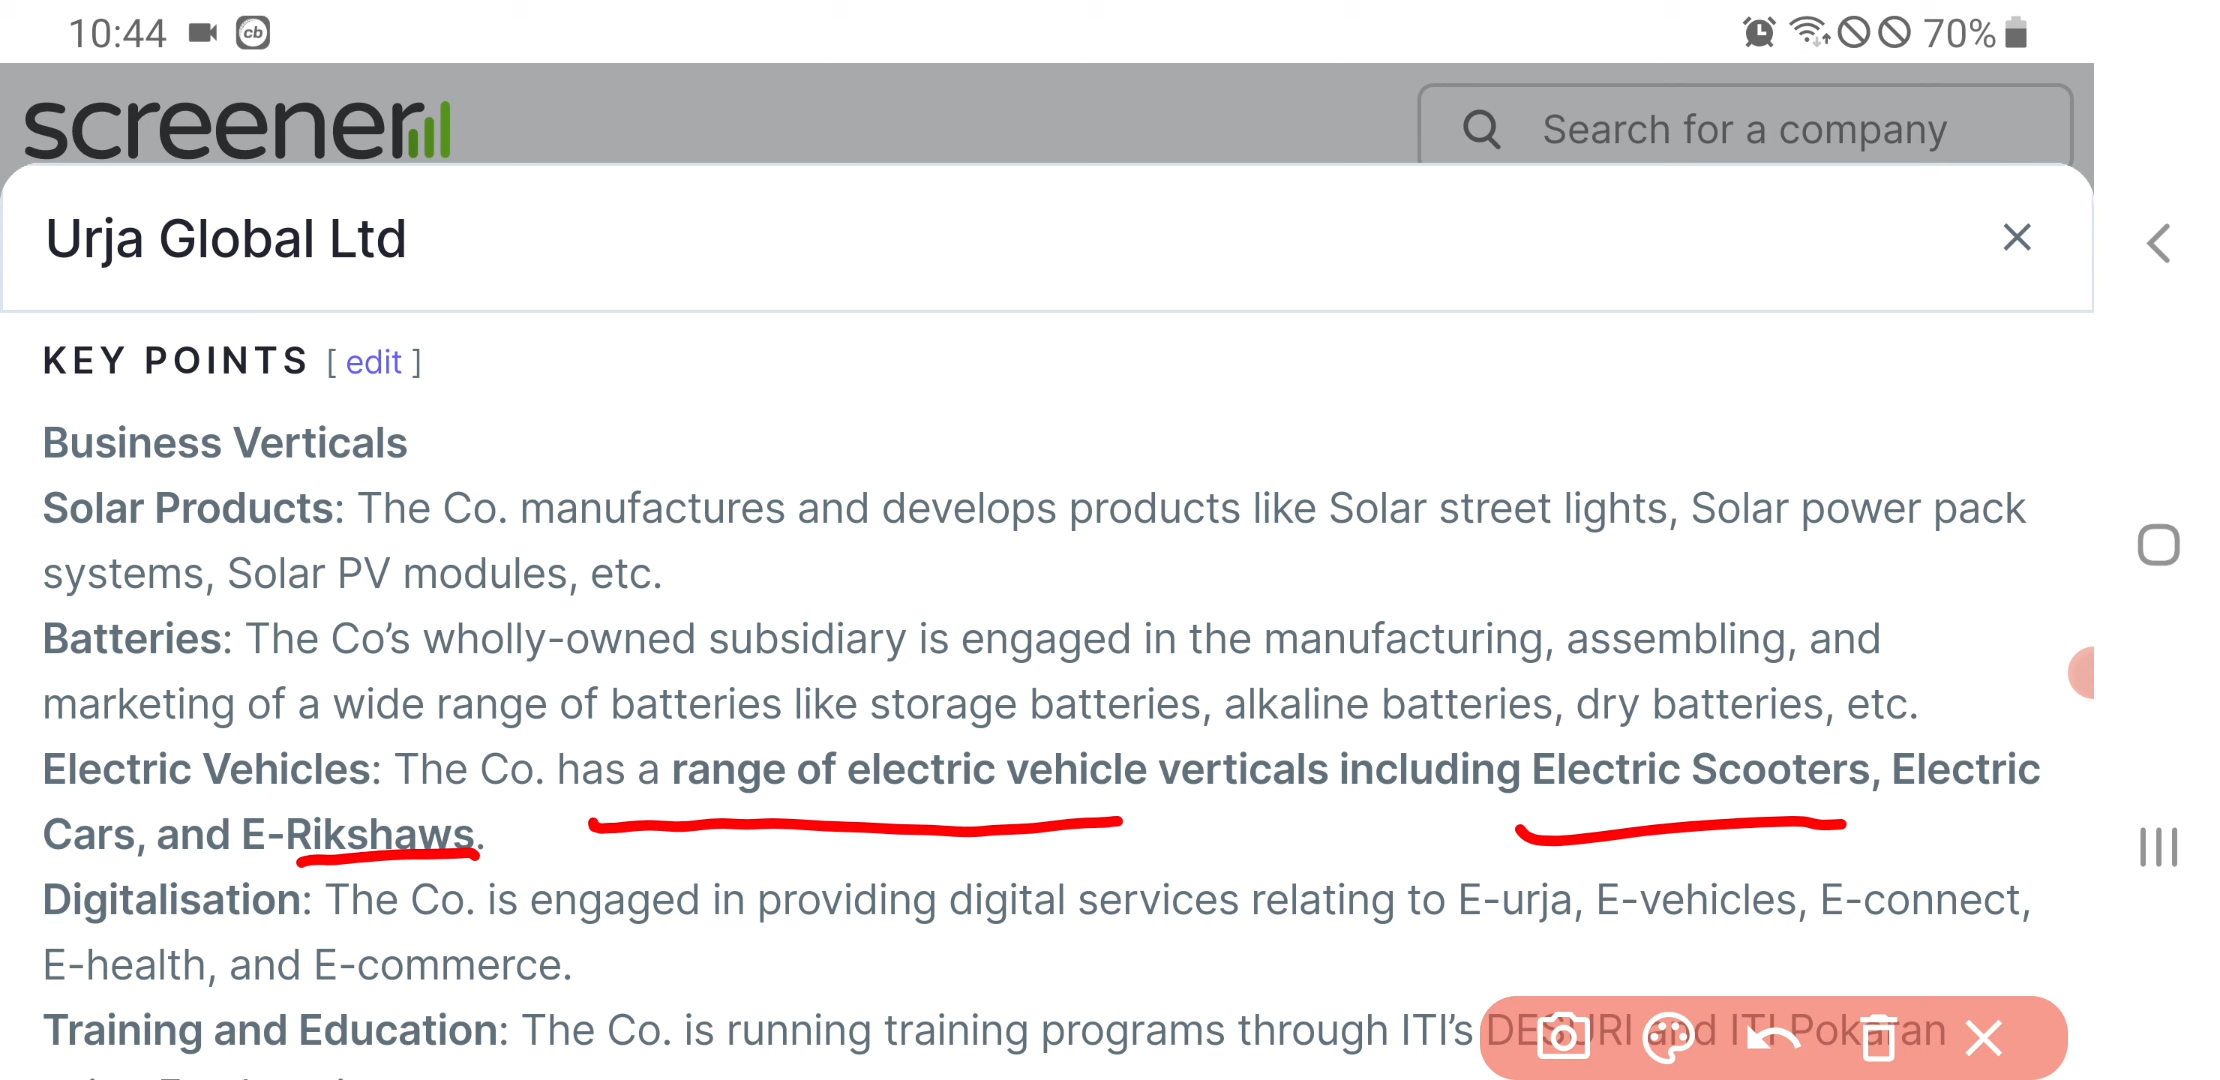 10:44
cb
70%
screener
Search for a company
Urja Global Ltd
KEY POINTS [ edit ]
Business Verticals
Solar Products: The Co. manufactures and develops products like Solar street lights, Solar power pack
systems, Solar PV modules, etc.
Batteries: The Co’s wholly-owned subsidiary is engaged in the manufacturing, assembling, and
marketing of a wide range of batteries like storage batteries, alkaline batteries, dry batteries, etc.
Electric Vehicles: The Co. has a range of electric vehicle verticals including Electric Scooters, Electric
Cars, and E-Rikshaws.
Digitalisation: The Co. is engaged in providing digital services relating to E-urja, E-vehicles, E-connect,
E-health, and E-commerce.
Training and Education: The Co. is running training programs through ITI’s DESURI and ITI Pokaran